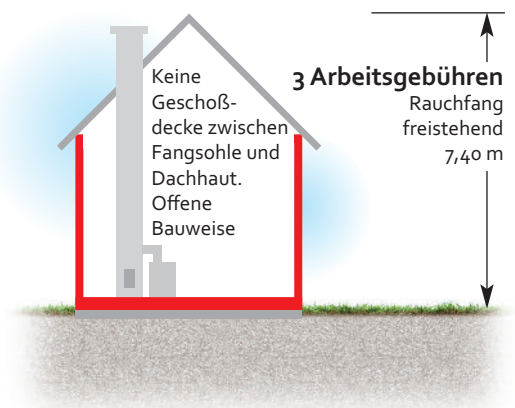 Keine
Geschoß-
decke zwischen
Fangsohle und
Dachhaut.
Offene
Bauweise
3 Arbeitsgebühren
Rauchfang
freistehend
7,40 m